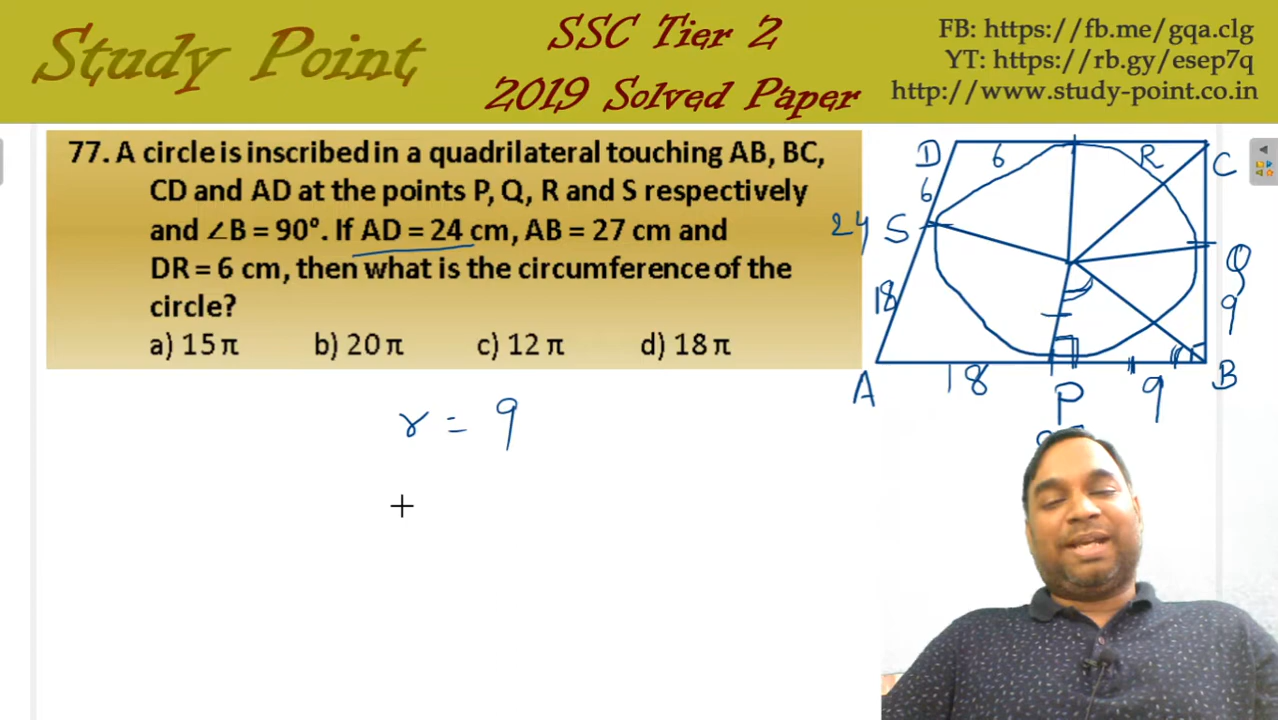 Study Point
SSC Tier 2
2019 Solved Paper
FB: https://fb.me/gqa.clg
YT: https://rb.gy/esep7q
http://www.study-point.co.in
77. A circle is inscribed in a quadrilateral touching AB, BC,
CD and AD at the points P, Q, R and S respectively
and ∠B = 90º. If AD = 24 cm, AB = 27 cm and
DR = 6 cm, then what is the circumference of the
circle?
a) 15π b) 20π c) 12π d) 18π
D 6 R C
6
24 S Q
18 9
A 18 P 9 B
r = 9